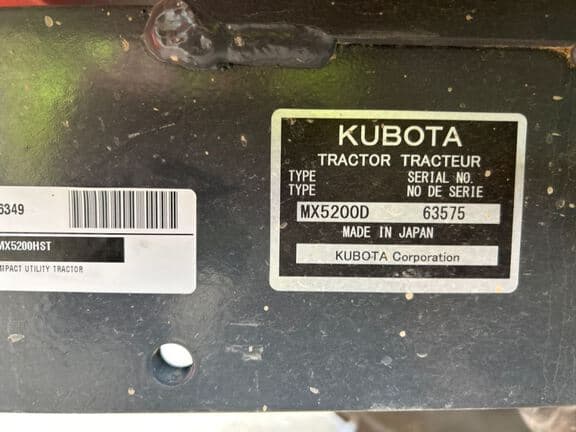 KUBOTA
TRACTOR TRACTEUR
TYPE SERIAL NO.
TYPE NO DE SERIE
MX5200D 63575
MADE IN JAPAN
KUBOTA Corporation
6349
MX5200HST
MPACT UTILITY TRACTOR